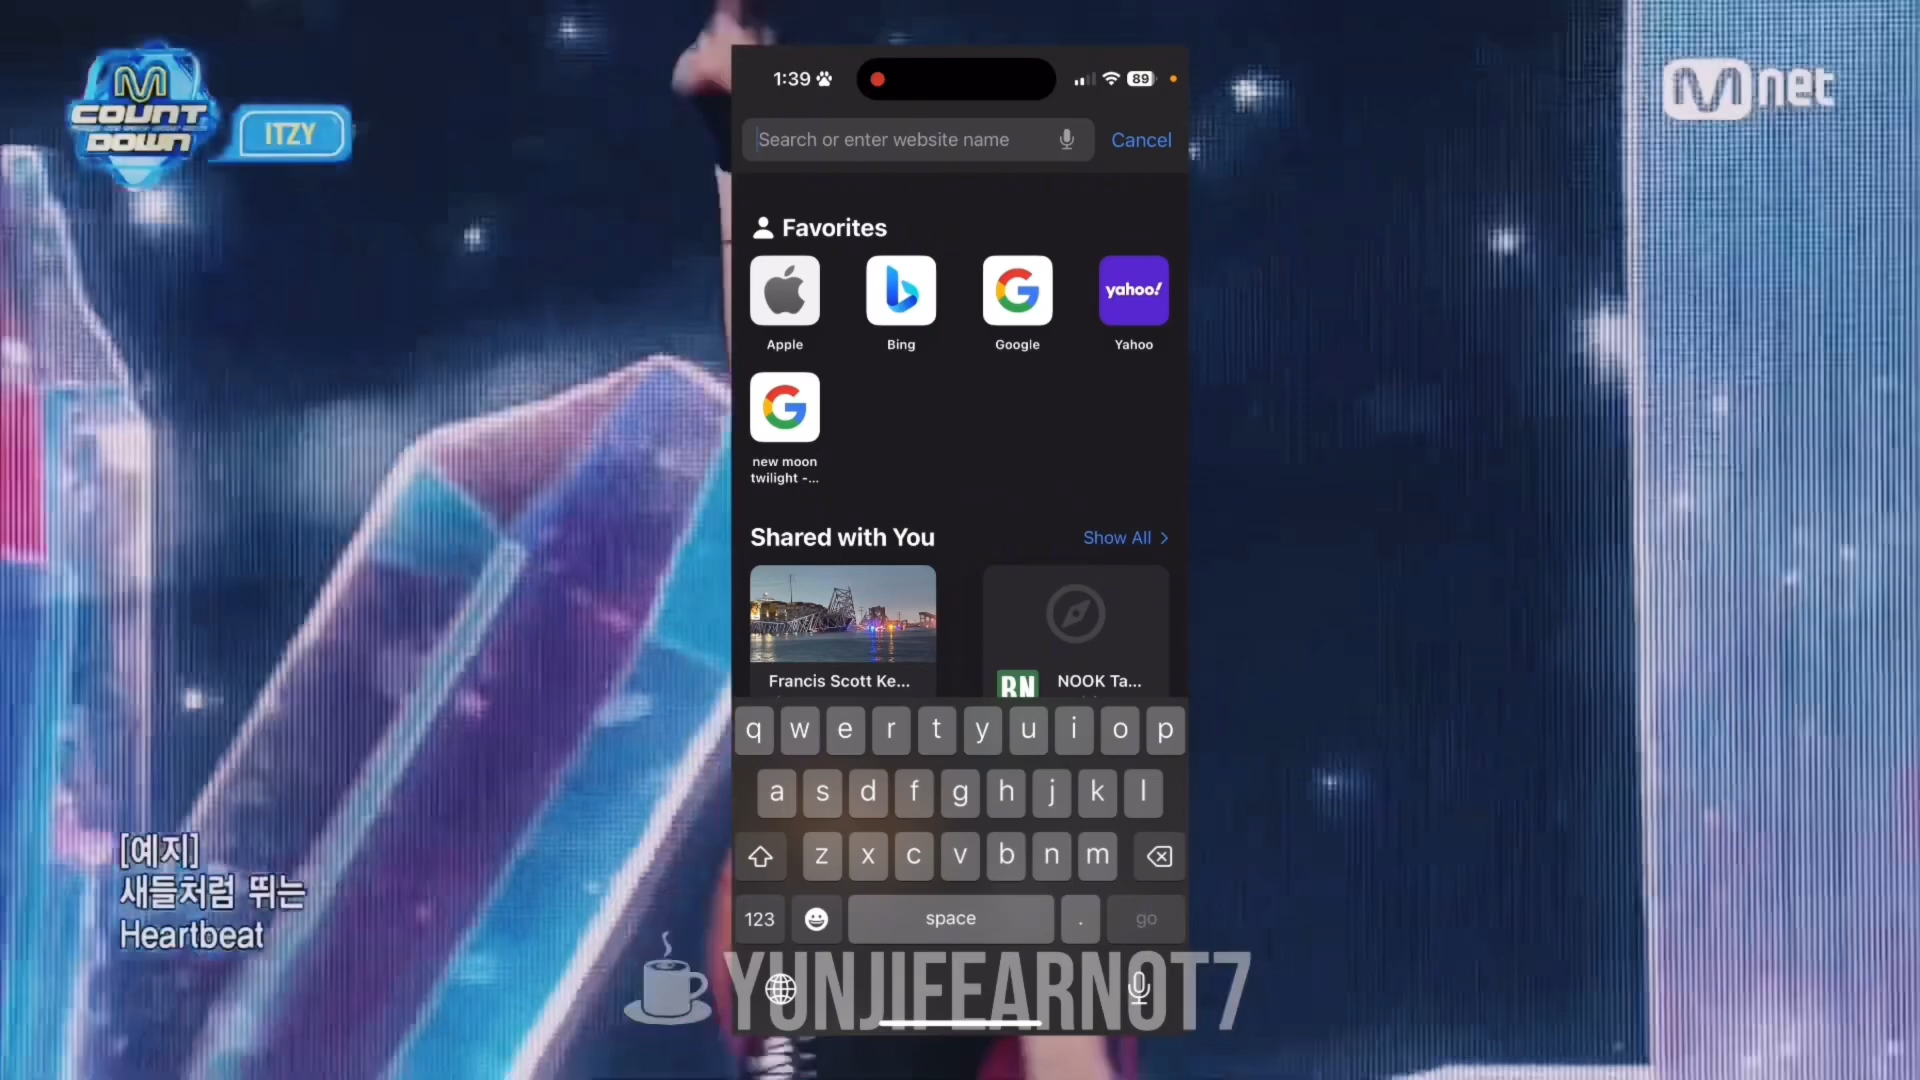 M
COUNT
DOWN
ITZY
Mnet
1:39
89
Search or enter website name
Cancel
Favorites
Apple
Bing
Google
yahoo!
Yahoo
new moon
twilight -...
Shared with You
Show All
Francis Scott Ke...
BN
NOOK Ta...
q w e r t y u i o p
a s d f g h j k l
z x c v b n m
123
space
.
go
[예지]
새들처럼 뛰는
Heartbeat
YUNJIFEARNOT7